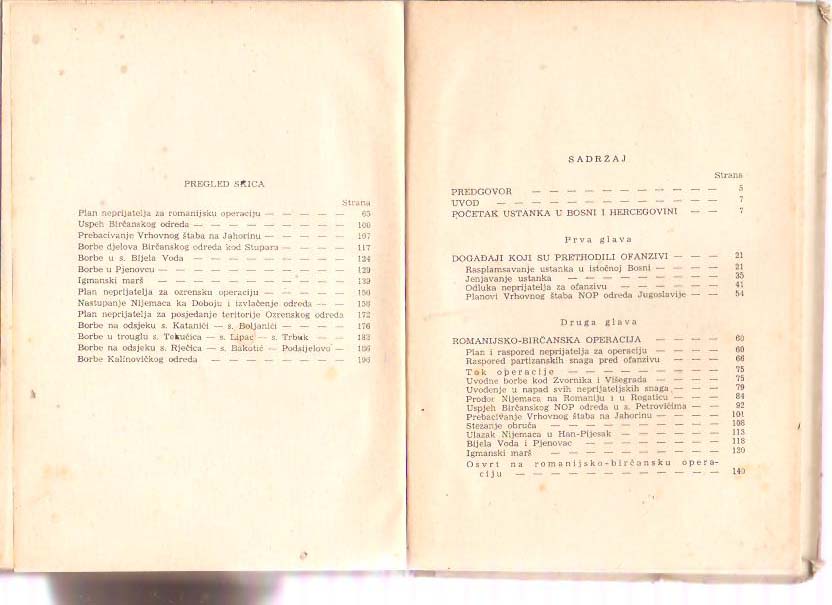 PREGLED SKICA
Strana
Plan neprijatelja za romanijsku operaciju — — — — — 65
Uspeh Birčanskog odreda — — — — — — — — 100
Prebacivanje Vrhovnog štaba na Jahorinu — — — — — 107
Borbe djelova Birčanskog odreda kod Stupara — — — — 117
Borbe u s. Bijela Voda — — — — — — — — 124
Borbe u Pjenovcu — — — — — — — — — 129
Igmanski marš — — — — — — — — — 139
Plan neprijatelja za ozrensku operaciju — — — — — 150
Nastupanje Nijemaca ka Doboju i izvlačenje odreda — — 158
Plan neprijatelja za posjedanje teritorije Ozrenskog odreda 172
Borbe na odsjeku s. Katanići — s. Boljanići — — — — 176
Borbe u trouglu s. Tekućica — s. Lipac — s. Trbuk — — 183
Borbe na odsjeku s. Rječica — s. Bakotić — Podsijelovo — 186
Borbe Kalinovičkog odreda — — — — — — — 196
SADRŽAJ
Strana
PREDGOVOR — — — — — — — — — — — 5
UVOD — — — — — — — — — — — — — 7
POČETAK USTANKA U BOSNI I HERCEGOVINI — — 7
Prva glava
DOGAĐAJI KOJI SU PRETHODILI OFANZIVI — — — 21
Rasplamsavanje ustanka u istočnoj Bosni — — — — 21
Jenjavanje ustanka — — — — — — — — — 35
Odluka neprijatelja za ofanzivu — — — — — — 41
Planovi Vrhovnog štaba NOP odreda Jugoslavije — — 54
Druga glava
ROMANIJSKO-BIRČANSKA OPERACIJA — — — — 60
Plan i raspored neprijatelja za operaciju — — — — 60
Raspored partizanskih snaga pred ofanzivu — — — 66
Tok operacije — — — — — — — — — 75
Uvodne borbe kod Zvornika i Višegrada — — — — 75
Uvođenje u napad svih neprijateljskih snaga — — — 79
Prodor Nijemaca na Romaniju i u Rogaticu — — — 84
Uspjeh Birčanskog NOP odreda u s. Petrovićima — — 92
Prebacivanje Vrhovnog štaba na Jahorinu — — — — 101
Stezanje obruča — — — — — — — — — — 108
Ulazak Nijemaca u Han-Pijesak — — — — — — 113
Bijela Voda i Pjenovac — — — — — — — — 118
Igmanski marš — — — — — — — — — — 130
Osvrt na romanijsko-birčansku opera-
ciju — — — — — — — — — — — 140